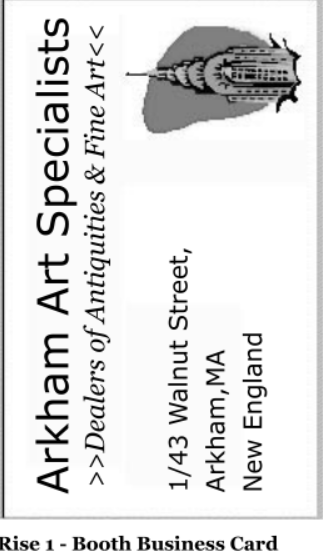 Arkham Art Specialists
>>Dealers of Antiquities & Fine Art<<
1/43 Walnut Street,
Arkham,MA
New England
Rise 1 - Booth Business Card